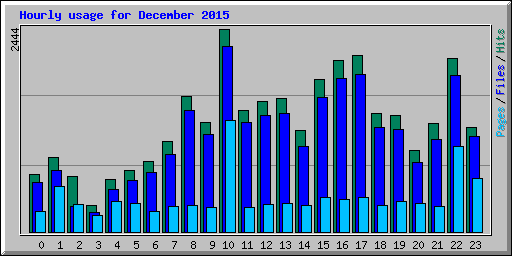 Hourly usage for December 2015
2444
Pages/Files/Hits
0 1 2 3 4 5 6 7 8 9 10 11 12 13 14 15 16 17 18 19 20 21 22 23